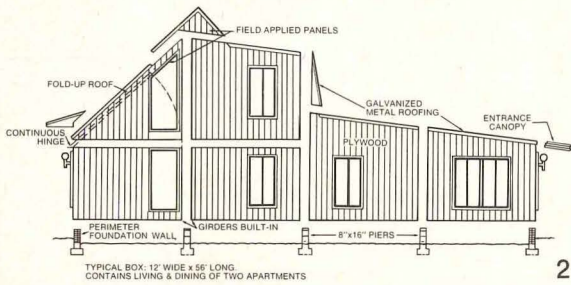 FIELD APPLIED PANELS
FOLD-UP ROOF
GALVANIZED
METAL ROOFING
ENTRANCE
CANOPY
CONTINUOUS
HINGE
PLYWOOD
PERIMETER
FOUNDATION WALL
GIRDERS BUILT-IN
8"x16" PIERS
TYPICAL BOX: 12' WIDE x 56' LONG.
CONTAINS LIVING & DINING OF TWO APARTMENTS
2